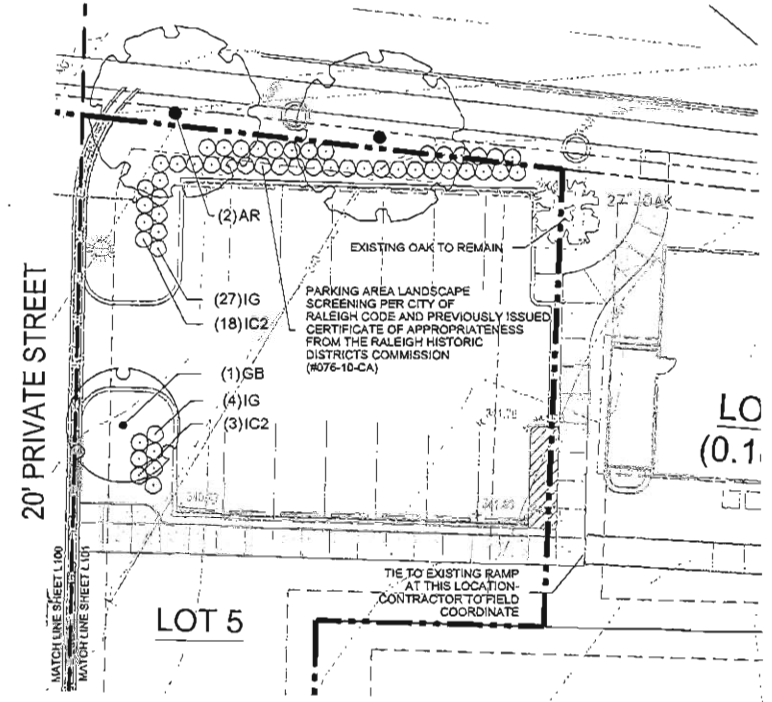 (2)AR
27" OAK
EXISTING OAK TO REMAIN
(27)IG
(18)IC2
PARKING AREA LANDSCAPE
SCREENING PER CITY OF
RALEIGH CODE AND PREVIOUSLY ISSUED
CERTIFICATE OF APPROPRIATENESS
FROM THE RALEIGH HISTORIC
DISTRICTS COMMISSION
(#076-10-CA)
(1)GB
(4)IG
(3)IC2
20' PRIVATE STREET
LO
(0.1
MATCH LINE SHEET L100
MATCH LINE SHEET L101
LOT 5
TIE TO EXISTING RAMP
AT THIS LOCATION-
CONTRACTOR TO FIELD
COORDINATE